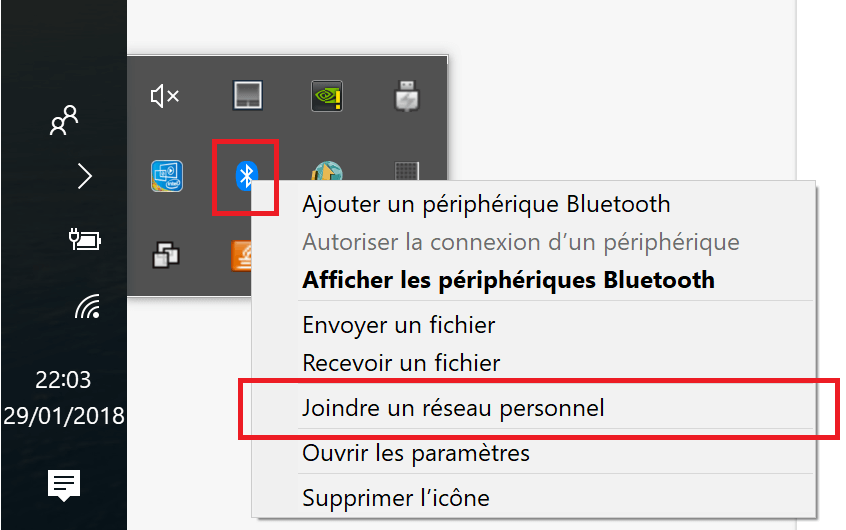 Ajouter un périphérique Bluetooth
Autoriser la connexion d’un périphérique
Afficher les périphériques Bluetooth
Envoyer un fichier
Recevoir un fichier
Joindre un réseau personnel
Ouvrir les paramètres
Supprimer l’icône
22:03
29/01/2018